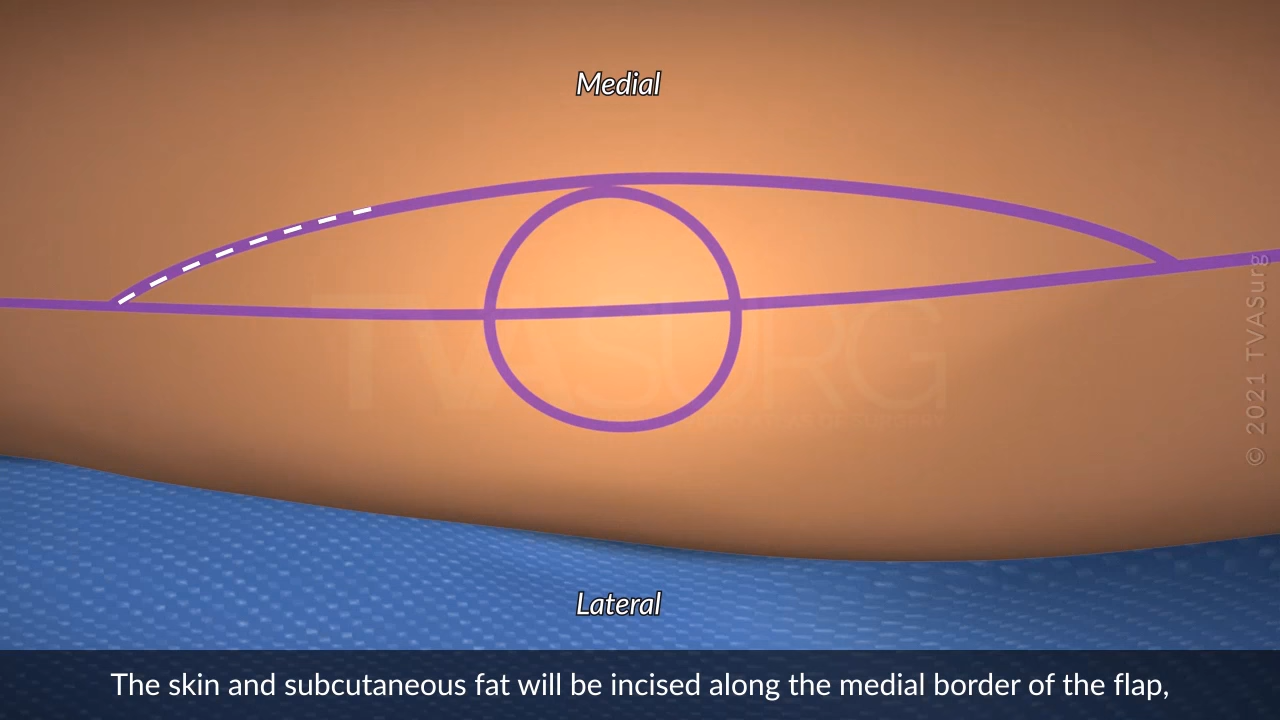 Medial
TVASURG
© 2021 TVASurg
Lateral
The skin and subcutaneous fat will be incised along the medial border of the flap,